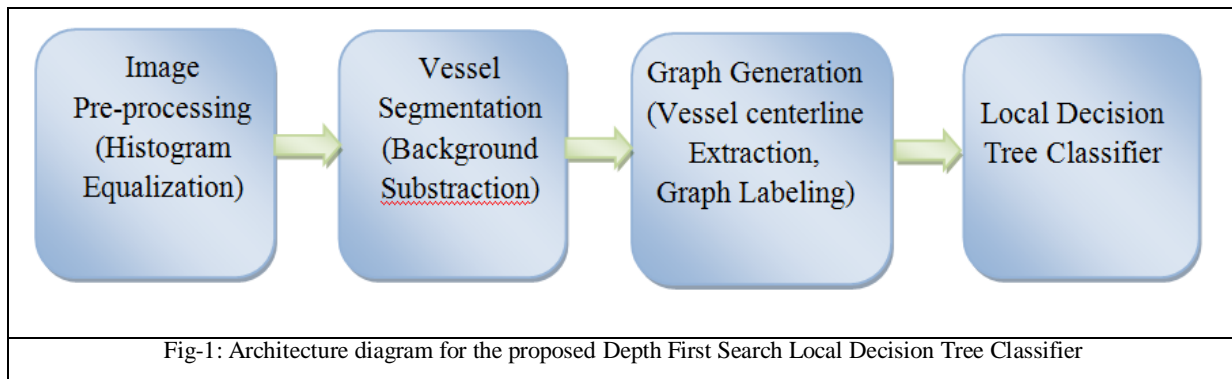 Image
Pre-processing
(Histogram
Equalization)
Vessel
Segmentation
(Background
Substraction)
Graph Generation
(Vessel centerline
Extraction,
Graph Labeling)
Local Decision
Tree Classifier
Fig-1: Architecture diagram for the proposed Depth First Search Local Decision Tree Classifier